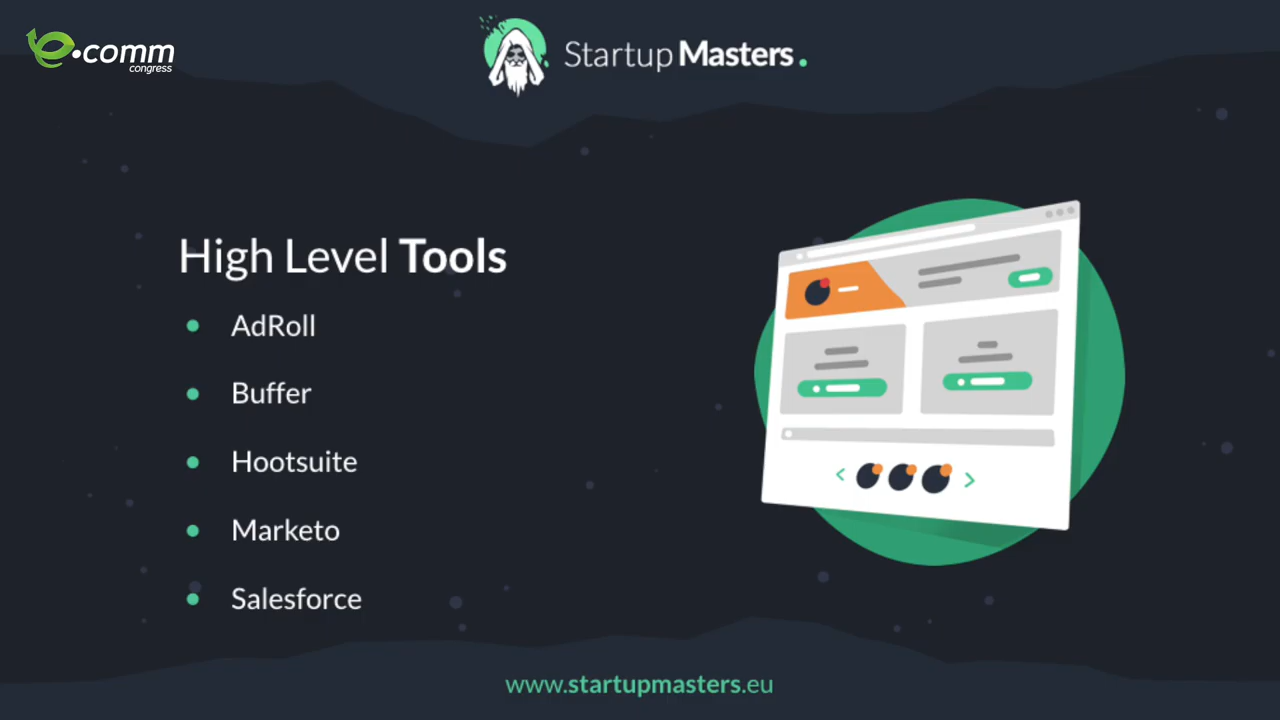 e.comm
congress
Startup Masters.
High Level Tools
AdRoll
Buffer
Hootsuite
Marketo
Salesforce
www.startupmasters.eu